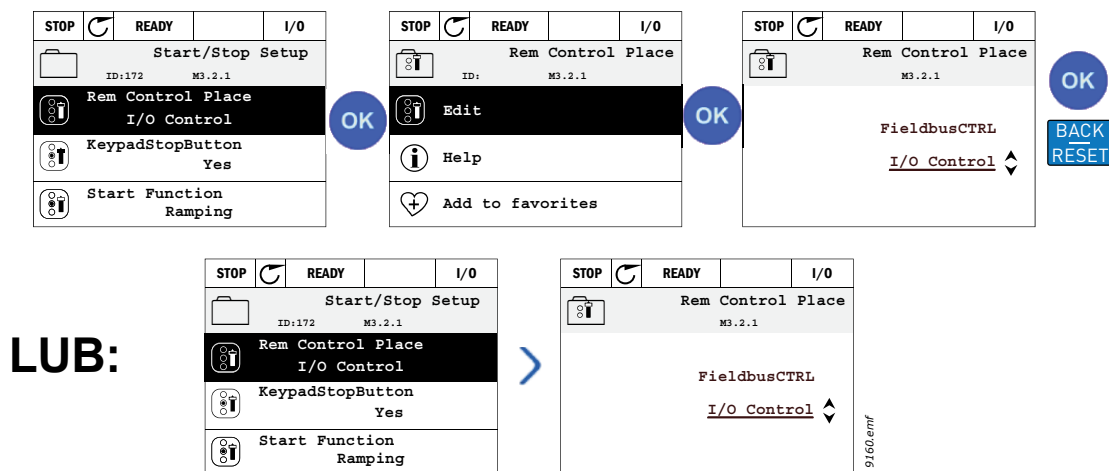 STOP READY I/O
Start/Stop Setup
ID:172 M3.2.1
Rem Control Place
I/O Control
KeypadStopButton
Yes
Start Function
Ramping
OK
STOP READY I/O
Rem Control Place
ID: M3.2.1
Edit
Help
Add to favorites
OK
STOP READY I/O
Rem Control Place
M3.2.1
FieldbusCTRL
I/O Control
OK
BACK
RESET
LUB:
STOP READY I/O
Start/Stop Setup
ID:172 M3.2.1
Rem Control Place
I/O Control
KeypadStopButton
Yes
Start Function
Ramping
STOP READY I/O
Rem Control Place
M3.2.1
FieldbusCTRL
I/O Control
9160.emf